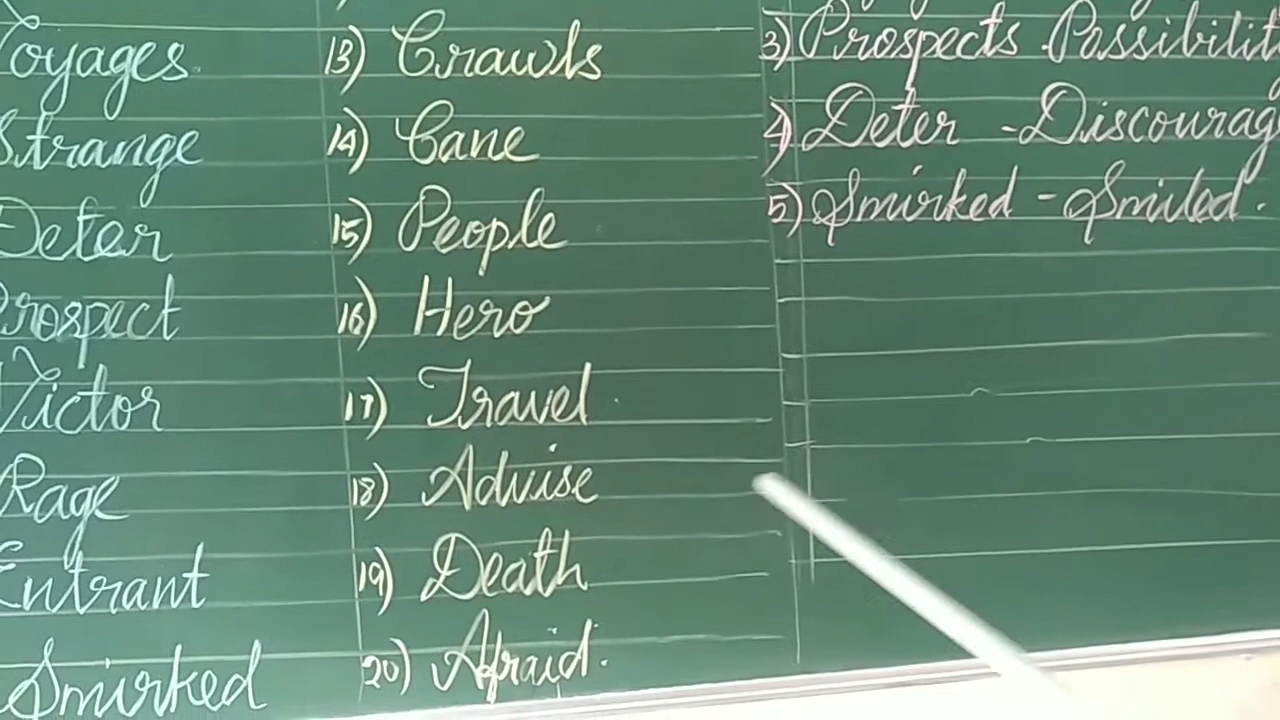 Voyages.
Strange
Deter
Prospect
Victor
Rage
Entrant
Smirked
13) Crawls
14) Cane
15) People
16) Hero
17) Travel
18) Advise
19) Death
20) Afraid.
3) Prospects - Possibilit
4) Deter - Discourag
5) Smirked - Smiled.